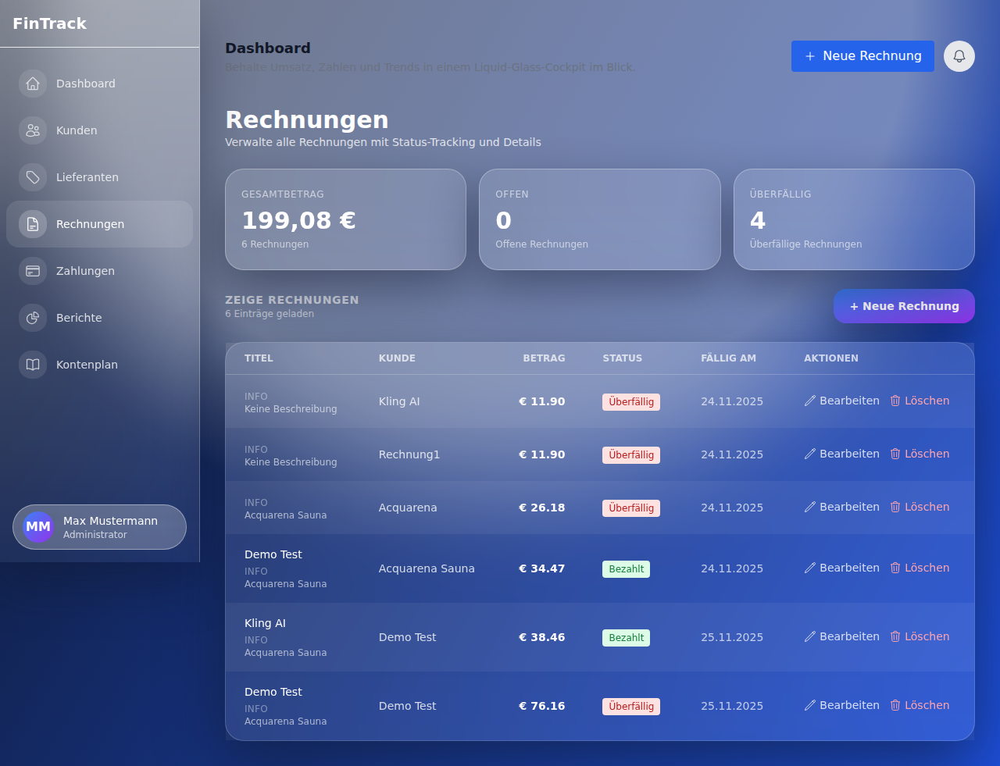 FinTrack
Dashboard
Kunden
Lieferanten
Rechnungen
Zahlungen
Berichte
Kontenplan
MM
Max Mustermann
Administrator
Dashboard
Behalte Umsatz, Zahlen und Trends in einem Liquid-Glass-Cockpit im Blick.
Neue Rechnung
Rechnungen
Verwalte alle Rechnungen mit Status-Tracking und Details
GESAMTBETRAG
199,08 €
6 Rechnungen
OFFEN
0
Offene Rechnungen
ÜBERFÄLLIG
4
Überfällige Rechnungen
ZEIGE RECHNUNGEN
6 Einträge geladen
+ Neue Rechnung
TITEL KUNDE BETRAG STATUS FÄLLIG AM AKTIONEN
INFO
Keine Beschreibung
Kling AI € 11.90 Überfällig 24.11.2025 Bearbeiten Löschen
INFO
Keine Beschreibung
Rechnung1 € 11.90 Überfällig 24.11.2025 Bearbeiten Löschen
INFO
Acquarena Sauna
Acquarena € 26.18 Überfällig 24.11.2025 Bearbeiten Löschen
Demo Test
INFO
Acquarena Sauna
Acquarena Sauna € 34.47 Bezahlt 24.11.2025 Bearbeiten Löschen
Kling AI
INFO
Acquarena Sauna
Demo Test € 38.46 Bezahlt 25.11.2025 Bearbeiten Löschen
Demo Test
INFO
Acquarena Sauna
Demo Test € 76.16 Überfällig 25.11.2025 Bearbeiten Löschen